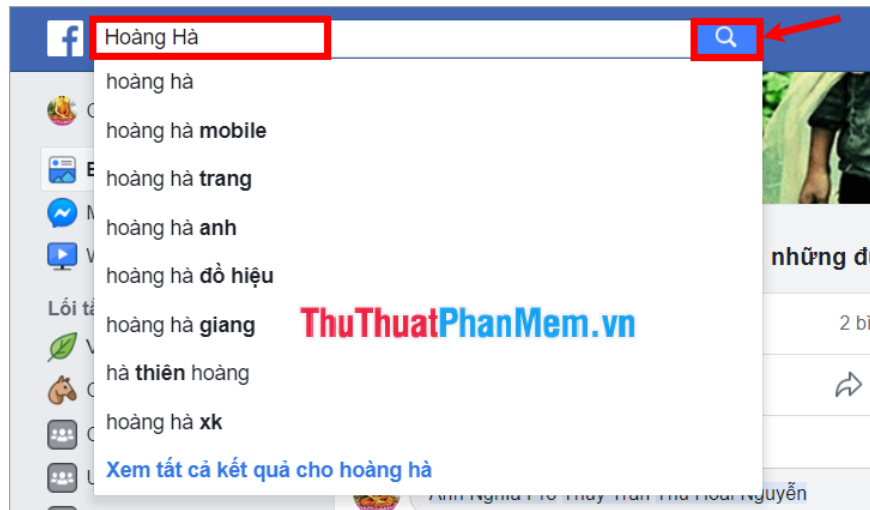 Hoàng Hà
hoàng hà
hoàng hà mobile
hoàng hà trang
hoàng hà anh
hoàng hà đồ hiệu
hoàng hà giang
hà thiên hoàng
hoàng hà xk
Xem tất cả kết quả cho hoàng hà
ThuThuatPhanMem.vn
những
2
Lối
Nguyễn